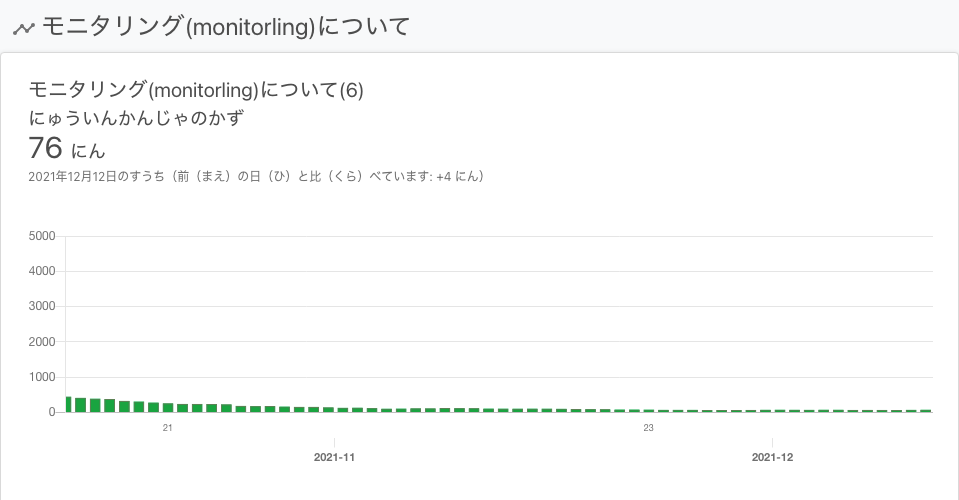 モニタリング(monitorling)について
モニタリング(monitorling)について(6)
にゅういんかんじゃのかず
76 にん
2021年12月12日のすうち（前（まえ）の日（ひ）と比（くら）べています: +4 にん）
5000
4000
3000
2000
1000
0
21
23
2021-11
2021-12